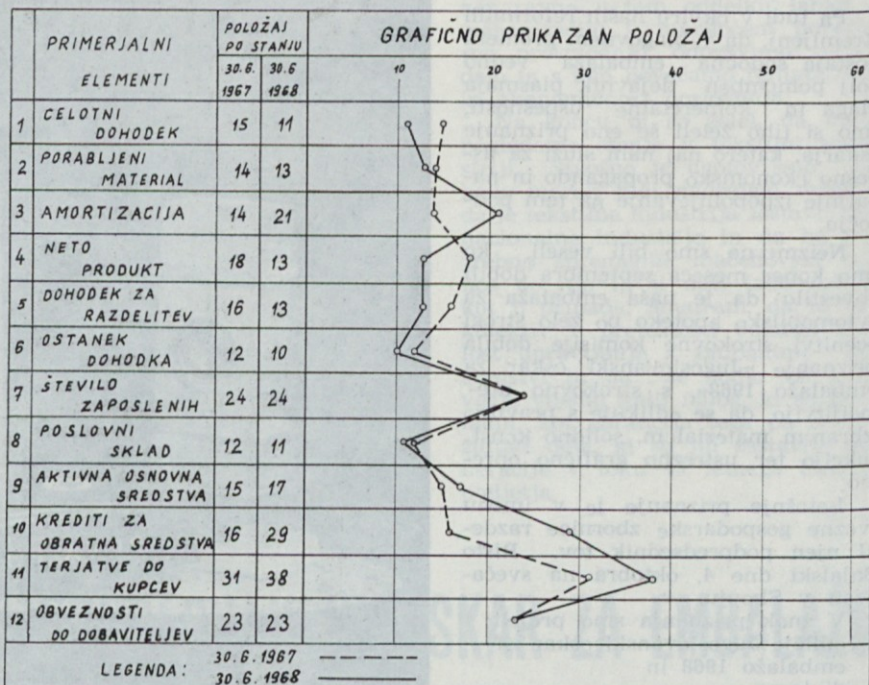 PRIMERJALNI
ELEMENTI
POLOŽAJ
PO STANJU
30.6. 30.6
1967 1968
GRAFIČNO PRIKAZAN POLOŽAJ
10 20 30 40 50 60
1 CELOTNI
DOHODEK 15 11
2 PORABLJENI
MATERIAL 14 13
3 AMORTIZACIJA 14 21
4 NETO
PRODUKT 18 13
5 DOHODEK ZA
RAZDELITEV 16 13
6 OSTANEK
DOHODKA 12 10
7 ŠTEVILO
ZAPOSLENIH 24 24
8 POSLOVNI
SKLAD 12 11
9 AKTIVNA OSNOVNA
SREDSTVA 15 17
10 KREDITI ZA
OBRATNA SREDSTVA 16 29
11 TERJATVE DO
KUPCEV 31 38
12 OBVEZNOSTI
DO DOBAVITELJEV 23 23
LEGENDA: 30.6.1967
30.6.1968